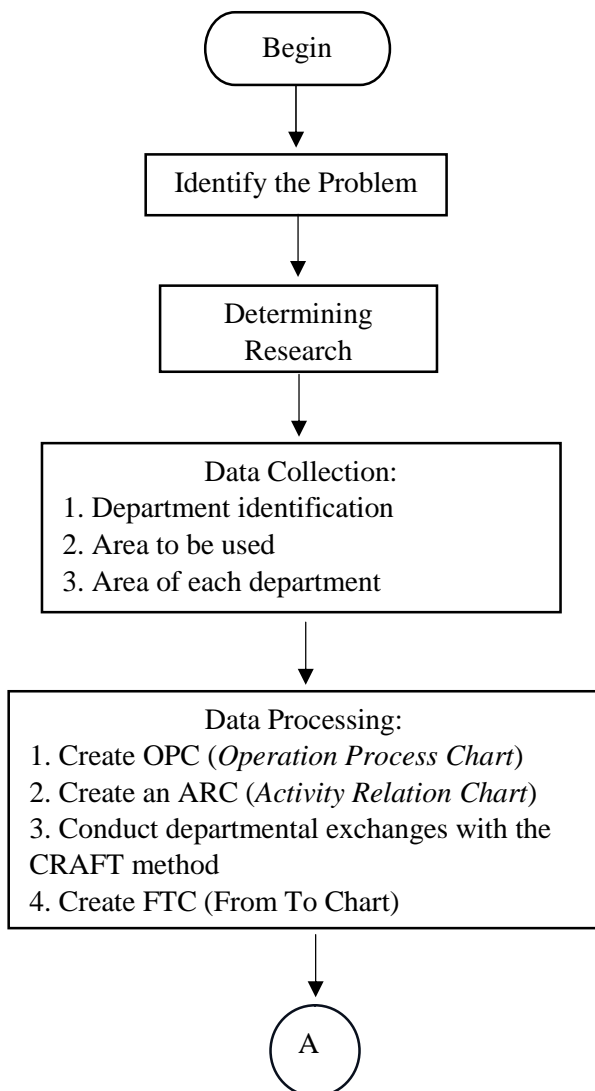 Begin
Identify the Problem
Determining
Research
Data Collection:
1. Department identification
2. Area to be used
3. Area of each department
Data Processing:
1. Create OPC (Operation Process Chart)
2. Create an ARC (Activity Relation Chart)
3. Conduct departmental exchanges with the
CRAFT method
4. Create FTC (From To Chart)
A